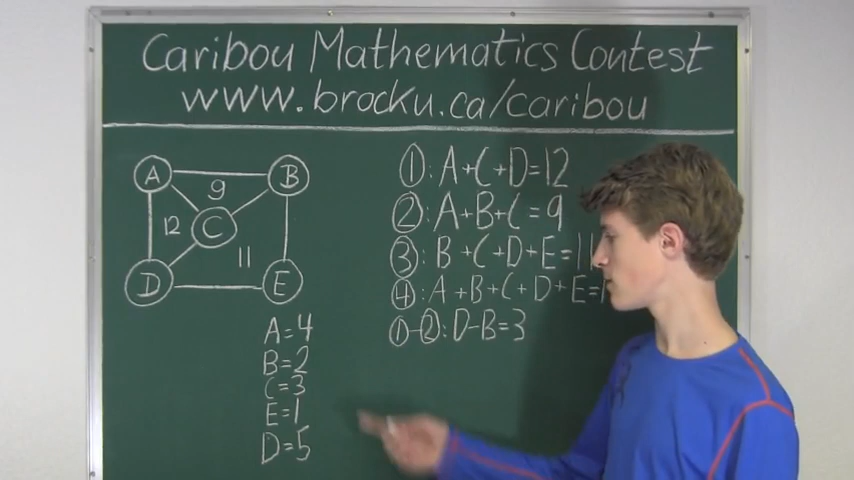 Caribou Mathematics Contest
www.brocku.ca/caribou
A B
9
12 C
11
D E
A=4
B=2
C=3
E=1
D=5
①: A+C+D=12
②: A+B+C=9
③: B+C+D+E=11
④: A+B+C+D+E=1
①-②: D-B=3